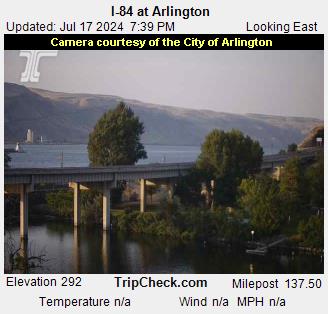 I-84 at Arlington
Updated: Jul 17 2024 7:39 PM Looking East
Camera courtesy of the City of Arlington
Elevation 292 TripCheck.com Milepost 137.50
Temperature n/a Wind n/a MPH n/a